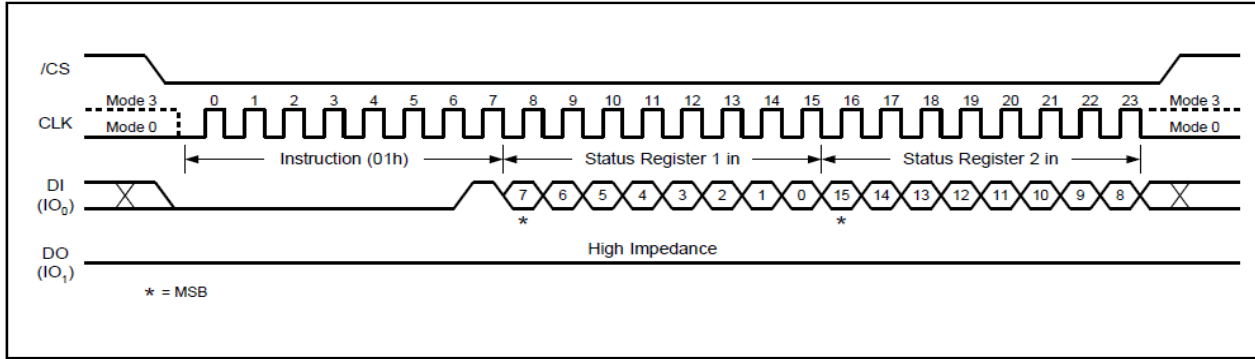 /CS
Mode 3 0 1 2 3 4 5 6 7 8 9 10 11 12 13 14 15 16 17 18 19 20 21 22 23 Mode 3
CLK
Mode 0 Mode 0
Instruction (01h) Status Register 1 in Status Register 2 in
DI
(IO₀) 7 6 5 4 3 2 1 0 15 14 13 12 11 10 9 8
* *
DO High Impedance
(IO₁)
* = MSB